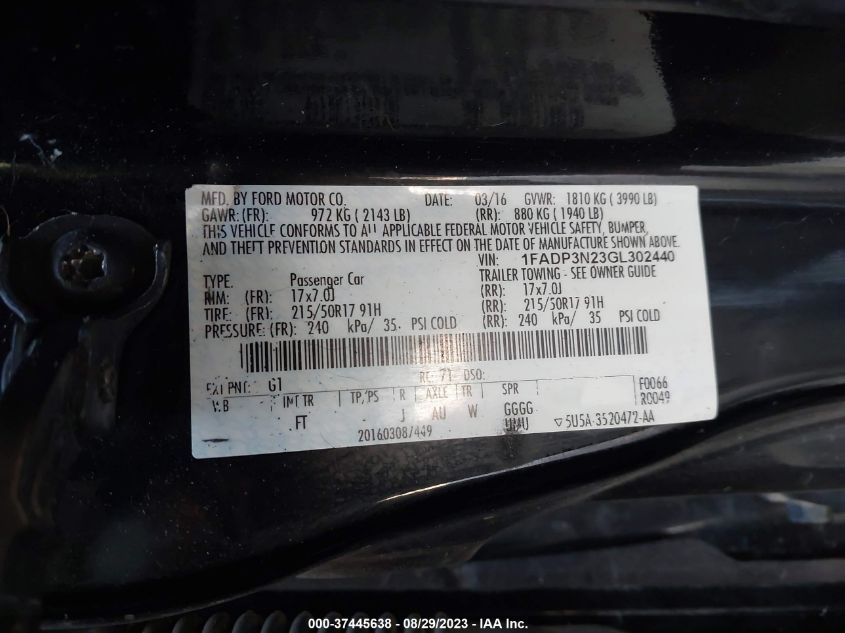 MFD. BY FORD MOTOR CO. DATE: 03/16 GVWR: 1810 KG ( 3990 LB)
GAWR:(FR): 972 KG ( 2143 LB) (RR): 880 KG ( 1940 LB)
THIS VEHICLE CONFORMS TO ALL APPLICABLE FEDERAL MOTOR VEHICLE SAFETY, BUMPER,
AND THEFT PREVENTION STANDARDS IN EFFECT ON THE DATE OF MANUFACTURE SHOWN ABOVE.
VIN: 1FADP3N23GL302440
TYPE: Passenger Car TRAILER TOWING - SEE OWNER GUIDE
RIM: (FR): 17x7.0J (RR): 17x7.0J
TIRE: (FR): 215/50R17 91H (RR): 215/50R17 91H
PRESSURE: (FR): 240 kPa/ 35 PSI COLD (RR): 240 kPa/ 35 PSI COLD
EXT PNT: G1 RC: 71 DSO: F0066
WB INT TR TP/PS R AXLE TR SPR R0049
FT J AU W GGGG
20160308/449 UUUU ▽ 5U5A-3520472-AA
000-37445638 - 08/29/2023 - IAA Inc.